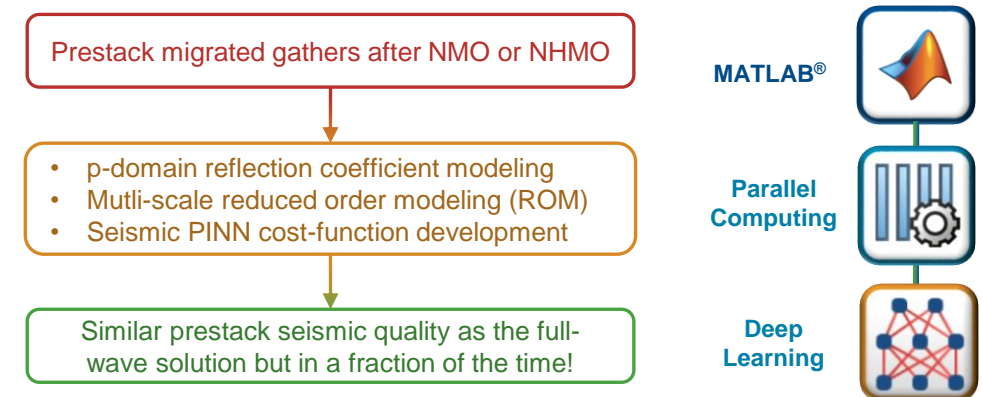 Prestack migrated gathers after NMO or NHMO
• p-domain reflection coefficient modeling
• Mutli-scale reduced order modeling (ROM)
• Seismic PINN cost-function development
Similar prestack seismic quality as the full-
wave solution but in a fraction of the time!
MATLAB®
Parallel
Computing
Deep
Learning